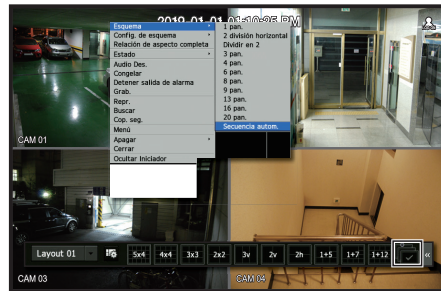 2019-01-01 01:10:25 PM
Esquema
Config. de esquema
Relación de aspecto completa
Estado
Audio Des.
Congelar
Detener salida de alarma
Grab.
Repr.
Buscar
Cop. seg.
Menú
Apagar
Cerrar
Ocultar Iniciador
1 pan.
2 división horizontal
Dividir en 2
3 pan.
4 pan.
6 pan.
8 pan.
9 pan.
13 pan.
16 pan.
20 pan.
Secuencia autom.
CAM 01
Layout 01
5x4
4x4
3x3
2x2
3v
2v
2h
1+5
1+7
1+12
CAM 03
CAM 04